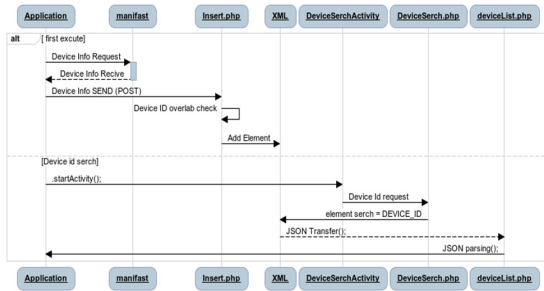 Application manifast Insert.php XML DeviceSerchActivity DeviceSerch.php deviceList.php
alt [ first excute]
Device Info Request
Device Info Recive
Device Info SEND (POST)
Device ID overlab check
Add Element
[Device id serch]
.startActivity();
Device Id request
element serch = DEVICE_ID
JSON Transfer();
JSON parsing();
Application manifast Insert.php XML DeviceSerchActivity DeviceSerch.php deviceList.php